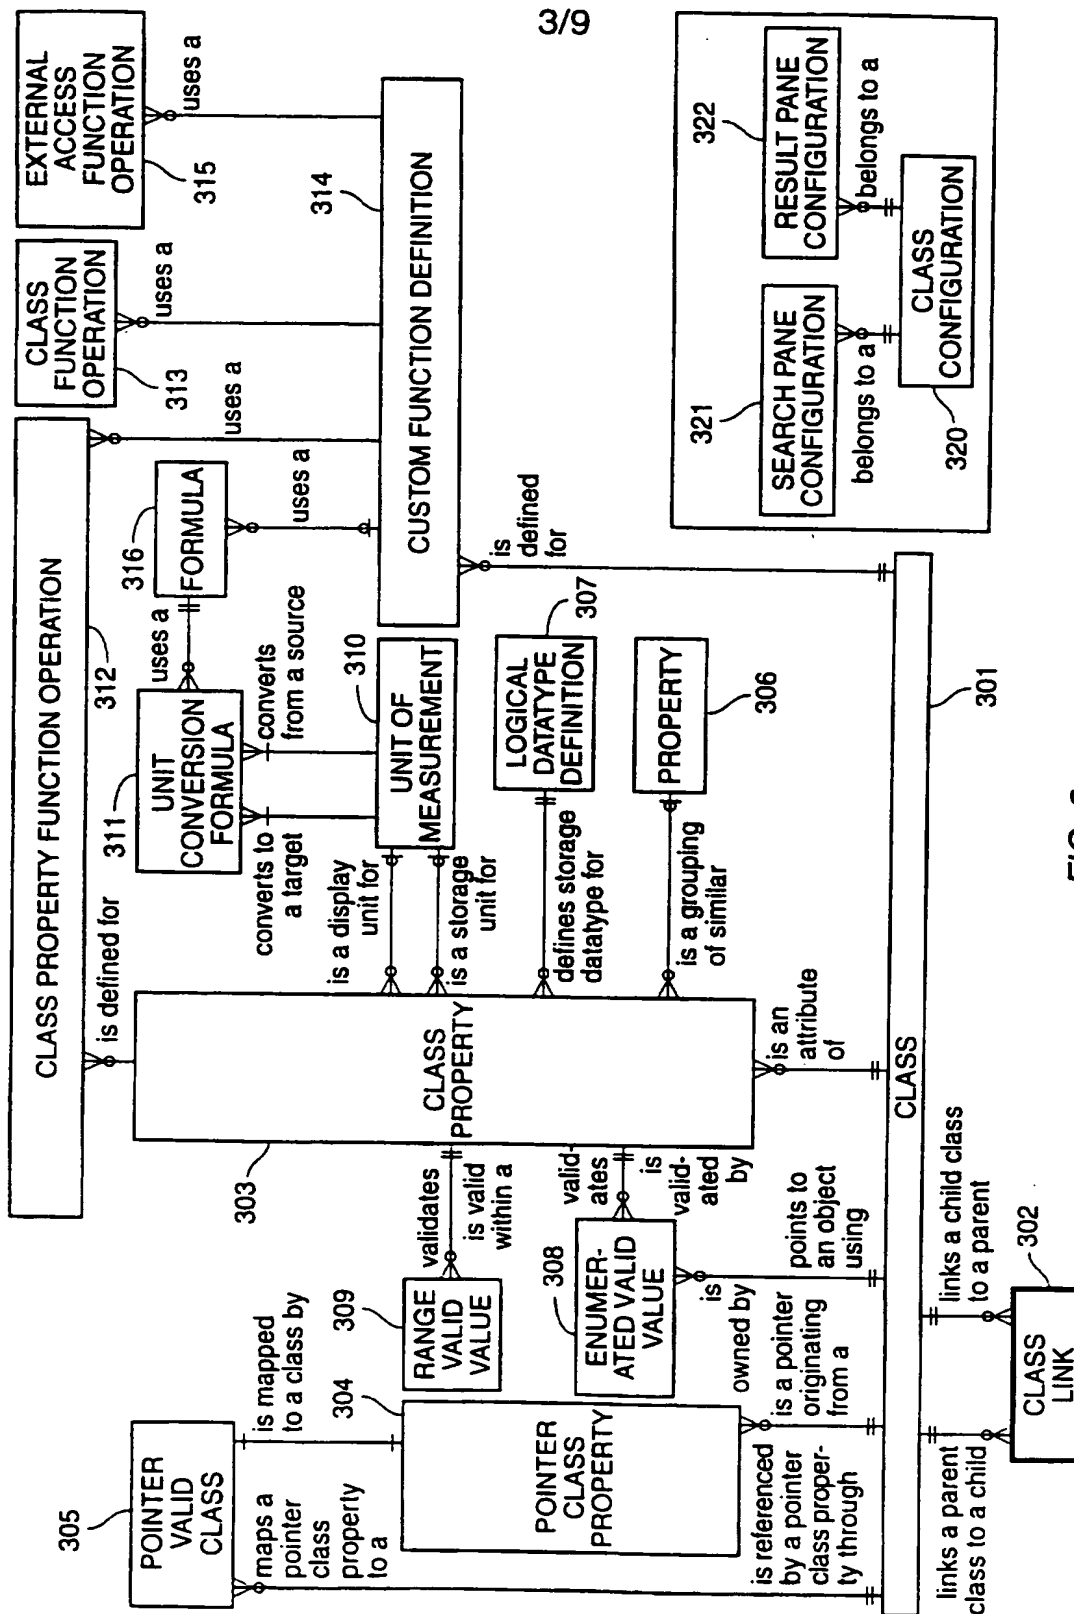 3/9
CLASS PROPERTY FUNCTION OPERATION
312
CLASS
FUNCTION
OPERATION
313
EXTERNAL
ACCESS
FUNCTION
OPERATION
315
is defined for
uses a
uses a
uses a
UNIT
CONVERSION
FORMULA
311
uses a
FORMULA
316
uses a
converts to
a target
converts
from a source
UNIT OF
MEASUREMENT
310
CUSTOM FUNCTION DEFINITION
314
is a display
unit for
is a storage
unit for
LOGICAL
DATATYPE
DEFINITION
307
defines storage
datatype for
PROPERTY
306
is a grouping
of similar
is defined
for
CLASS
PROPERTY
303
is an
attribute
of
validates
is valid
within a
RANGE
VALID
VALUE
309
valid-
ates
is
valid-
ated
by
ENUMER-
ATED VALID
VALUE
308
is
owned by
points to
an object
using
POINTER
VALID
CLASS
305
is mapped
to a class by
304
POINTER
CLASS
PROPERTY
maps a
pointer
class
property
to a
is a pointer
originating
from a
is referenced
by a pointer
class proper-
ty through
CLASS
301
links a parent
class to a child
links a child class
to a parent
CLASS
LINK
302
SEARCH PANE
CONFIGURATION
321
RESULT PANE
CONFIGURATION
322
belongs to a
belongs to a
CLASS
CONFIGURATION
320